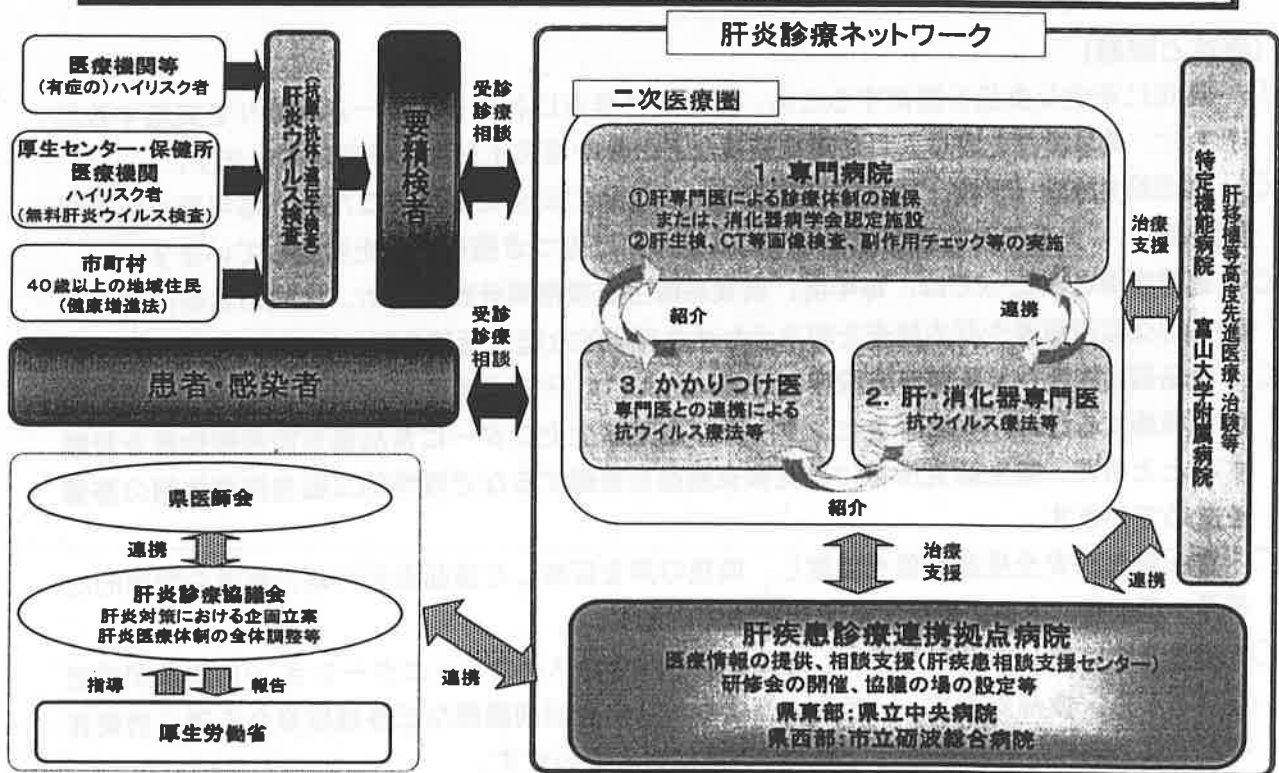 肝炎診療ネットワーク
医療機関等
(有症の)ハイリスク者
厚生センター・保健所
医療機関
ハイリスク者
(無料肝炎ウイルス検査)
市町村
40歳以上の地域住民
(健康増進法)
肝炎ウイルス検査
(抗原・抗体・遺伝子検査)
要精検者
受診
診療
相談
患者・感染者
受診
診療
相談
二次医療圏
1. 専門病院
①肝専門医による診療体制の確保
または、消化器病学会認定施設
②肝生検、CT等画像検査、副作用チェック等の実施
紹介
連携
3. かかりつけ医
専門医との連携による
抗ウイルス療法等
2. 肝・消化器専門医
抗ウイルス療法等
紹介
治療
支援
肝移植等高度先進医療・治験等
特定機能病院 富山大学附属病院
治療
支援
連携
県医師会
連携
肝炎診療協議会
肝炎対策における企画立案
肝炎医療体制の全体調整等
指導
報告
厚生労働省
連携
肝疾患診療連携拠点病院
医療情報の提供、相談支援(肝疾患相談支援センター)
研修会の開催、協議の場の設定等
県東部:県立中央病院
県西部:市立砺波総合病院